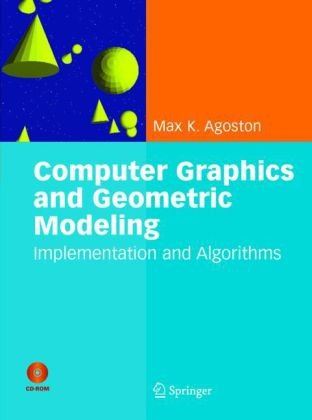 Max K. Agoston
Computer Graphics
and Geometric
Modeling
Implementation and Algorithms
CD-ROM
Springer